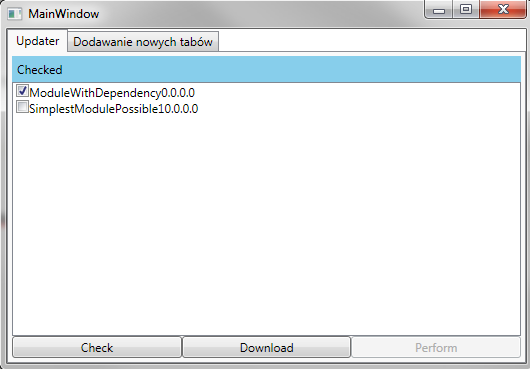 MainWindow
Updater
Dodawanie nowych tabów
Checked
ModuleWithDependency0.0.0.0
SimplestModulePossible10.0.0.0
Check
Download
Perform